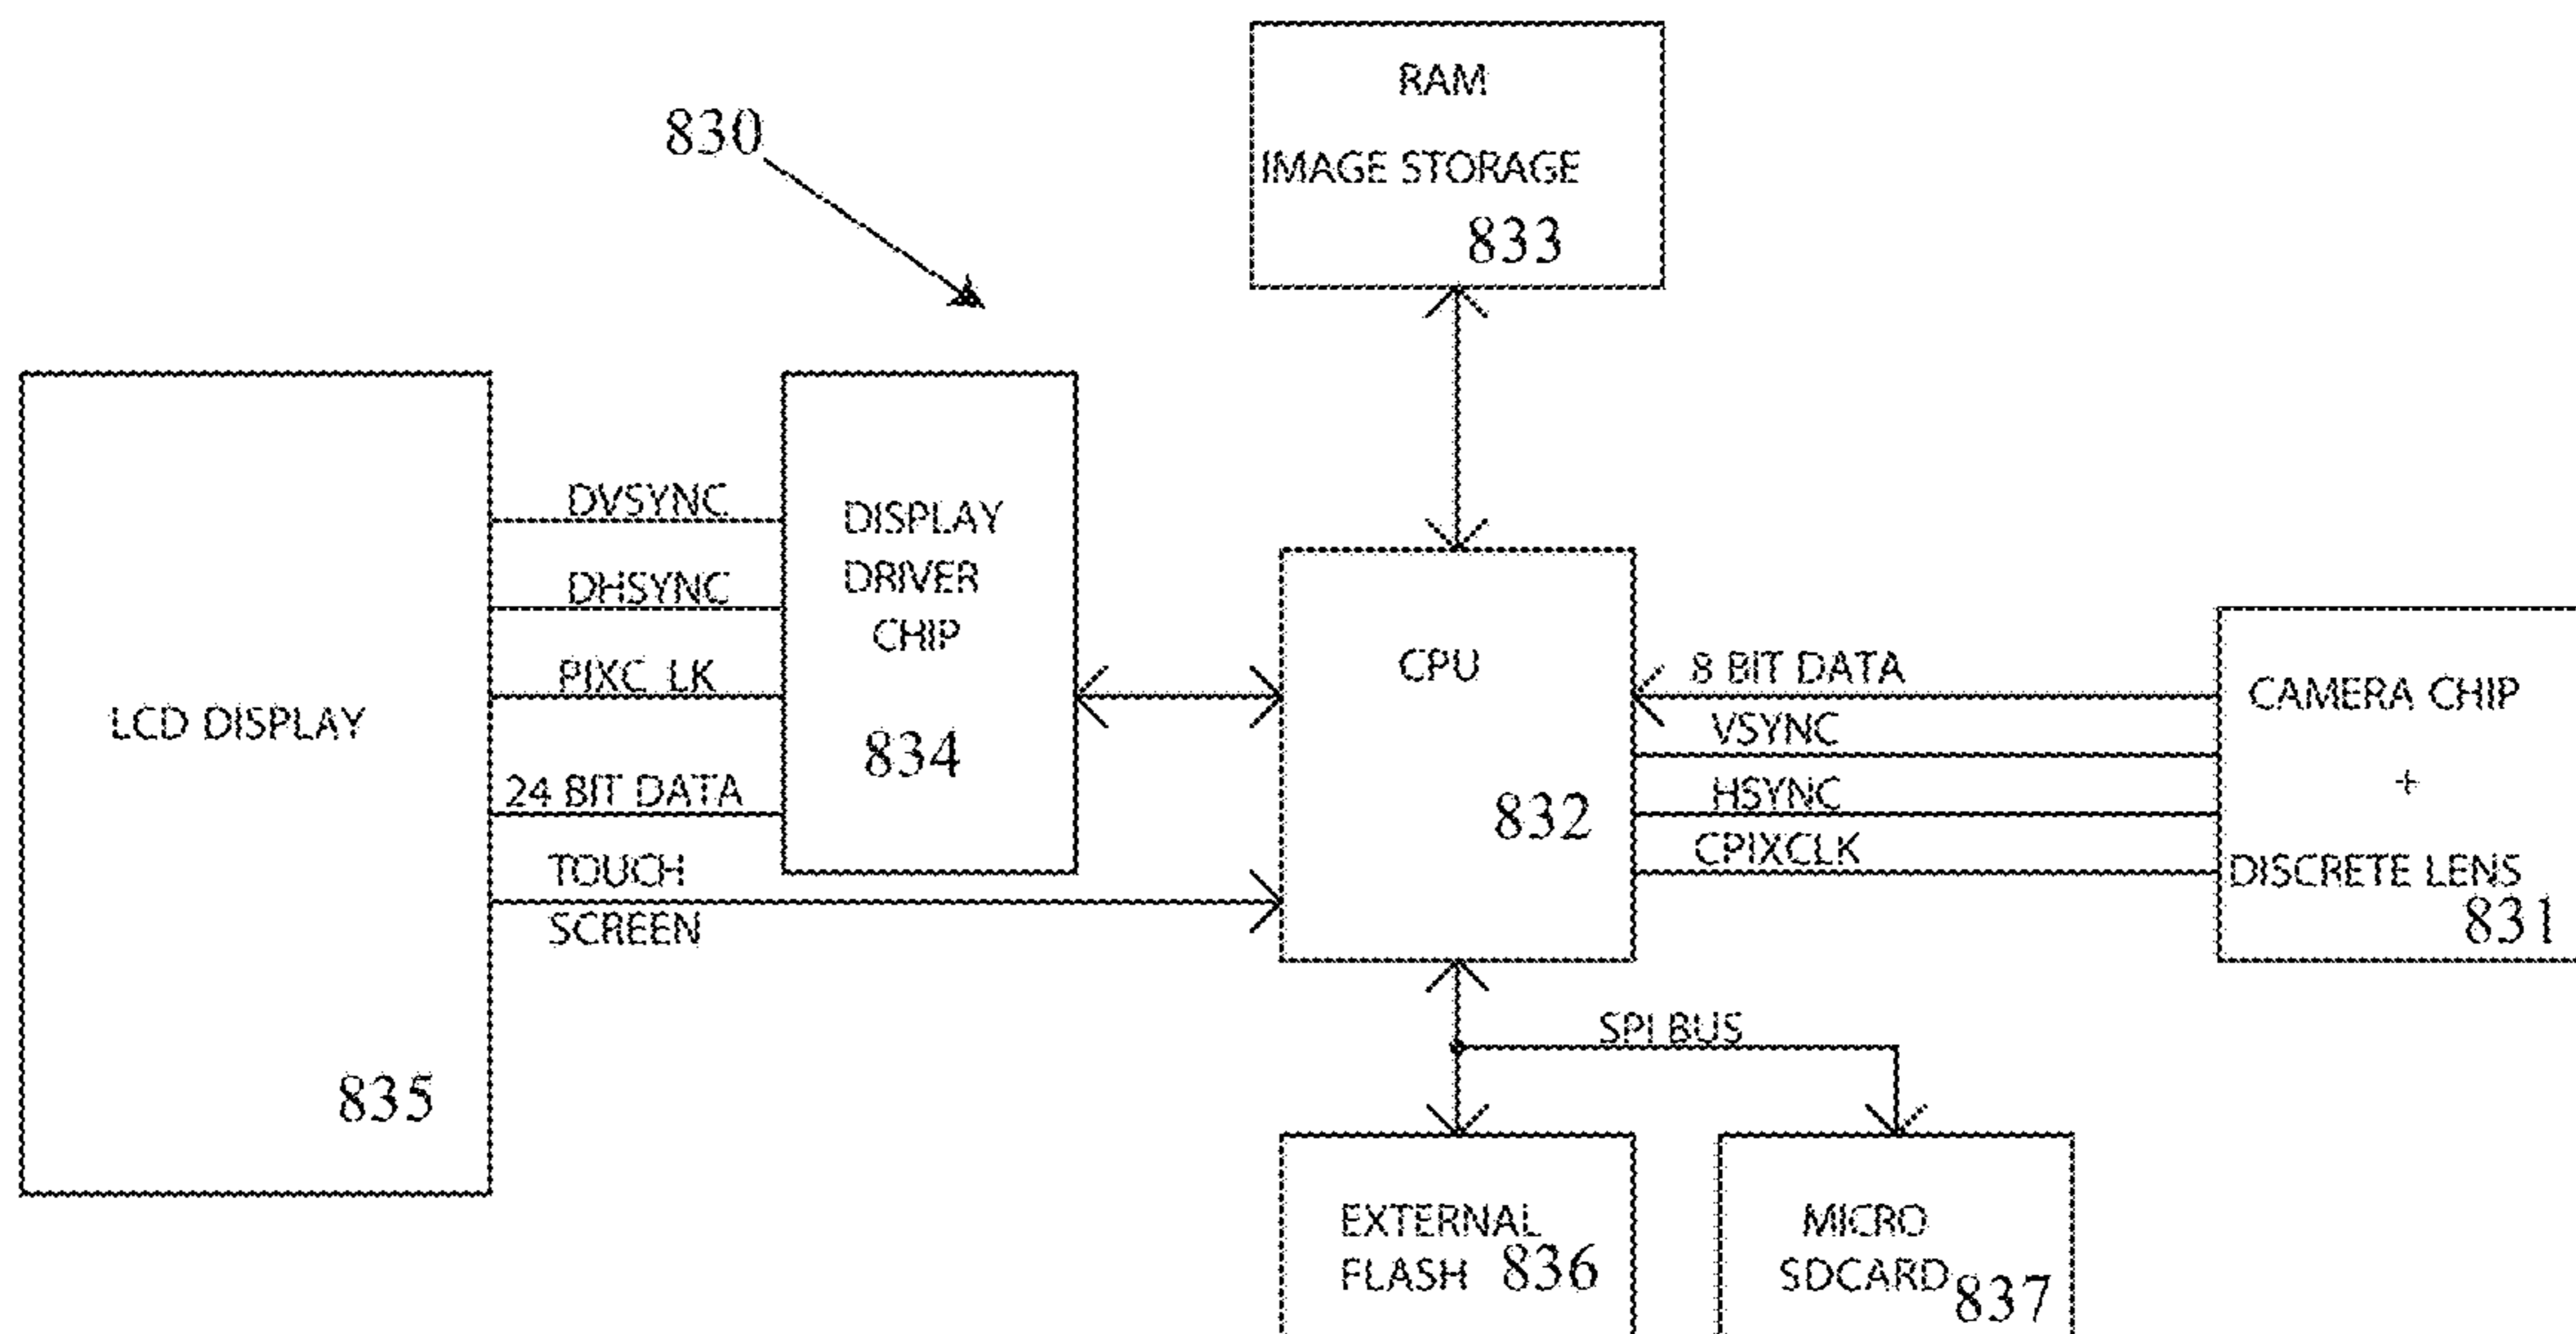 RAM
IMAGE STORAGE
833
830
LCD DISPLAY
835
DVSYNC
DHSYNC
PIXC LK
24 BIT DATA
TOUCH
SCREEN
DISPLAY
DRIVER
CHIP
834
CPU
832
8 BIT DATA
VSYNC
HSYNC
CPIXCLK
CAMERA CHIP
+
DISCRETE LENS
831
SPI BUS
EXTERNAL
FLASH 836
MICRO
SDCARD 837